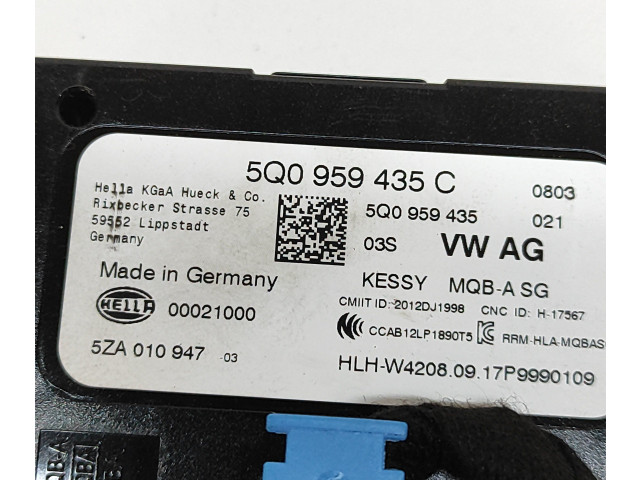 5Q0 959 435 C
0803
Hella KGaA Hueck & Co.
Rixbecker Strasse 75
59552 Lippstadt
Germany
5Q0 959 435
021
03S
VW AG
Made in Germany
KESSY MQB-A SG
CMIIT ID: 2012DJ1998
CNC ID: H-17567
HELLA
00021000
CCAB12LP1890T5
RRM-HLA-MQBAS
5ZA 010 947 03
HLH-W4208.09.17P9990109